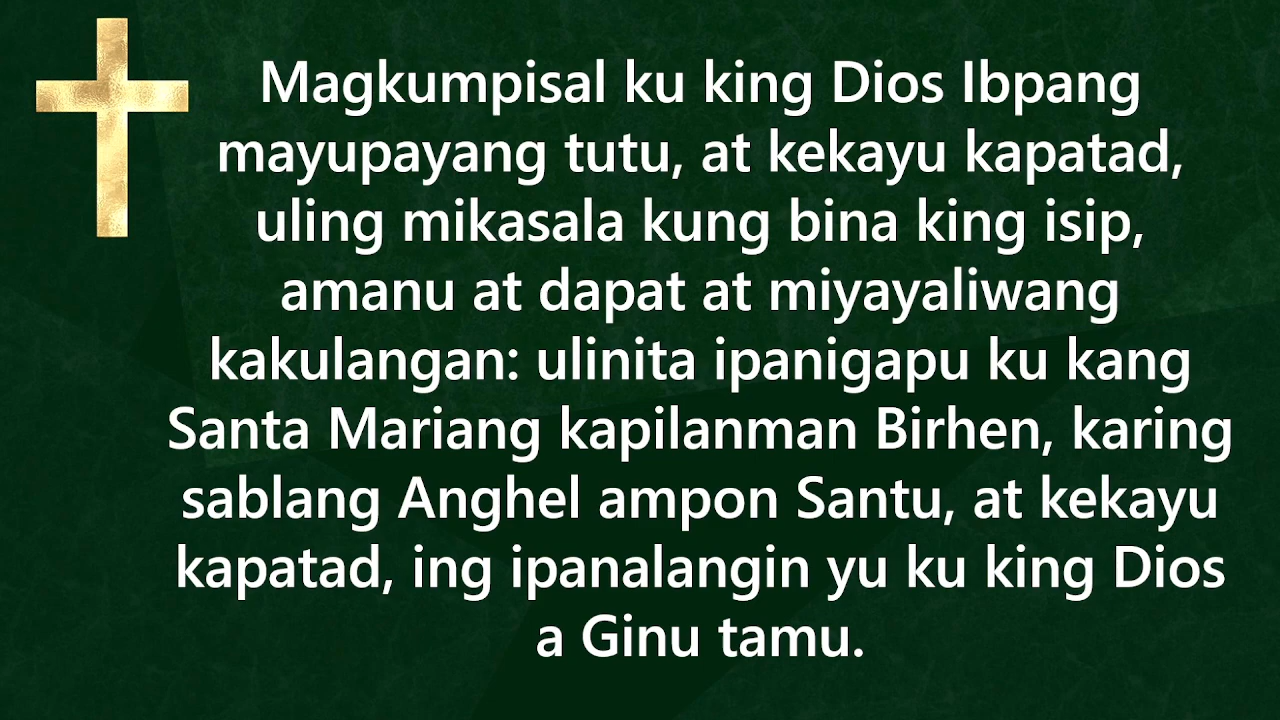 Magkumpisal ku king Dios Ibpang
mayupayang tutu, at kekayu kapatad,
uling mikasala kung bina king isip,
amanu at dapat at miyayaliwang
kakulangan: ulinita ipanigapu ku kang
Santa Mariang kapilanman Birhen, karing
sablang Anghel ampon Santu, at kekayu
kapatad, ing ipanalangin yu ku king Dios
a Ginu tamu.